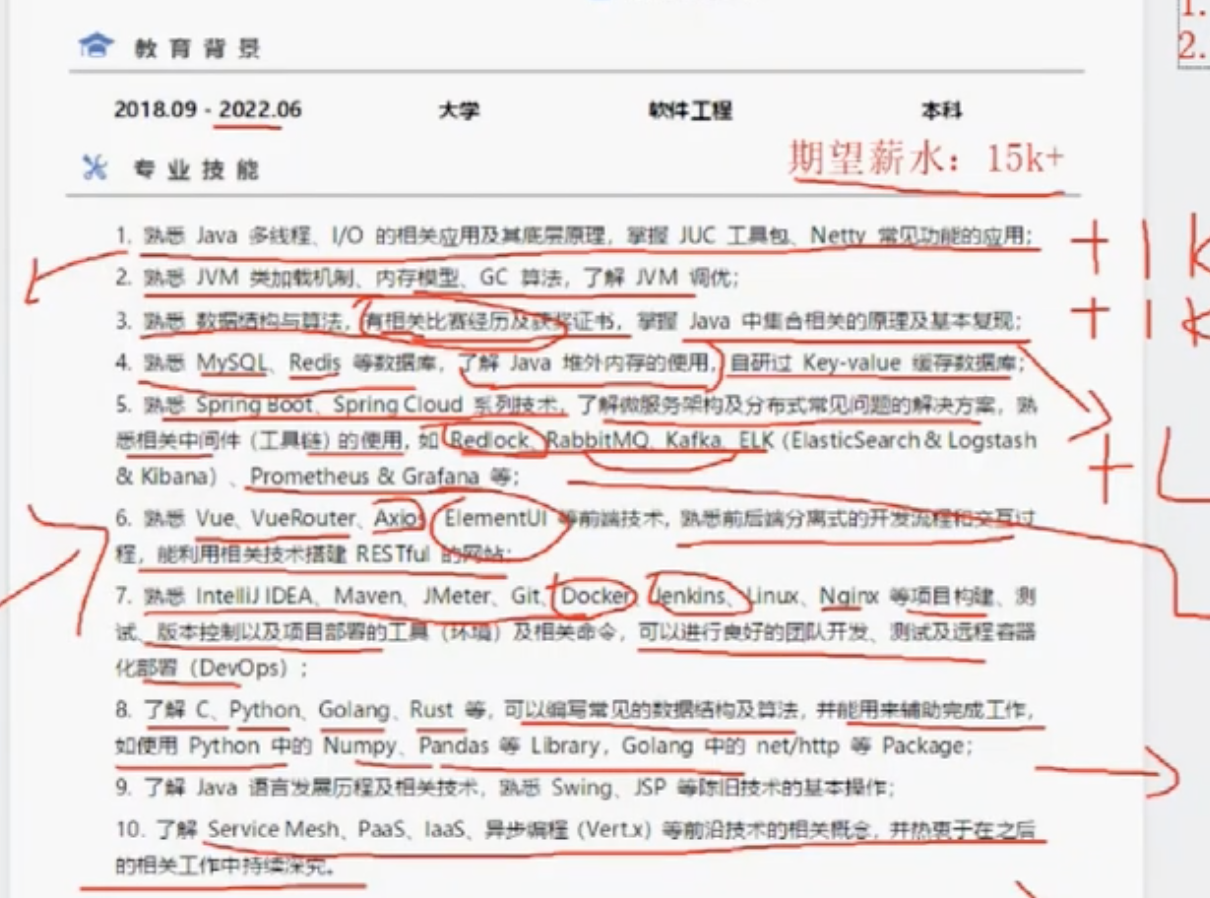 1.
2.
教育背景
2018.09 - 2022.06 大学 软件工程 本科
期望薪水：15k+
专业技能
1. 熟悉 Java 多线程、I/O 的相关应用及其底层原理，掌握 JUC 工具包、Netty 常见功能的应用；
+1k
2. 熟悉 JVM 类加载机制、内存模型、GC 算法，了解 JVM 调优；
3. 熟悉 数据结构与算法，有相关比赛经历及获奖证书，掌握 Java 中集合相关的原理及基本复现；
+1k
4. 熟悉 MySQL、Redis 等数据库，了解 Java 堆外内存的使用，自研过 Key-value 缓存数据库；
5. 熟悉 Spring Boot、Spring Cloud 系列技术，了解微服务架构及分布式常见问题的解决方案，熟
悉相关中间件（工具链）的使用，如 Redlock、RabbitMQ、Kafka、ELK（ElasticSearch & Logstash
+
& Kibana）、Prometheus & Grafana 等；
6. 熟悉 Vue、VueRouter、Axios、ElementUI 等前端技术，熟悉前后端分离式的开发流程和交互过
程，能利用相关技术搭建 RESTful 的网站；
7. 熟悉 IntelliJ IDEA、Maven、JMeter、Git、Docker、Jenkins、Linux、Nginx 等项目构建、测
试、版本控制以及项目部署的工具（环境）及相关命令，可以进行良好的团队开发、测试及远程容器
化部署（DevOps）；
8. 了解 C、Python、Golang、Rust 等，可以编写常见的数据结构及算法，并能用来辅助完成工作，
如使用 Python 中的 Numpy、Pandas 等 Library，Golang 中的 net/http 等 Package；
9. 了解 Java 语言发展历程及相关技术，熟悉 Swing、JSP 等陈旧技术的基本操作；
10. 了解 Service Mesh、PaaS、IaaS、异步编程（Vert.x）等前沿技术的相关概念，并热衷于在之后
的相关工作中持续深究。